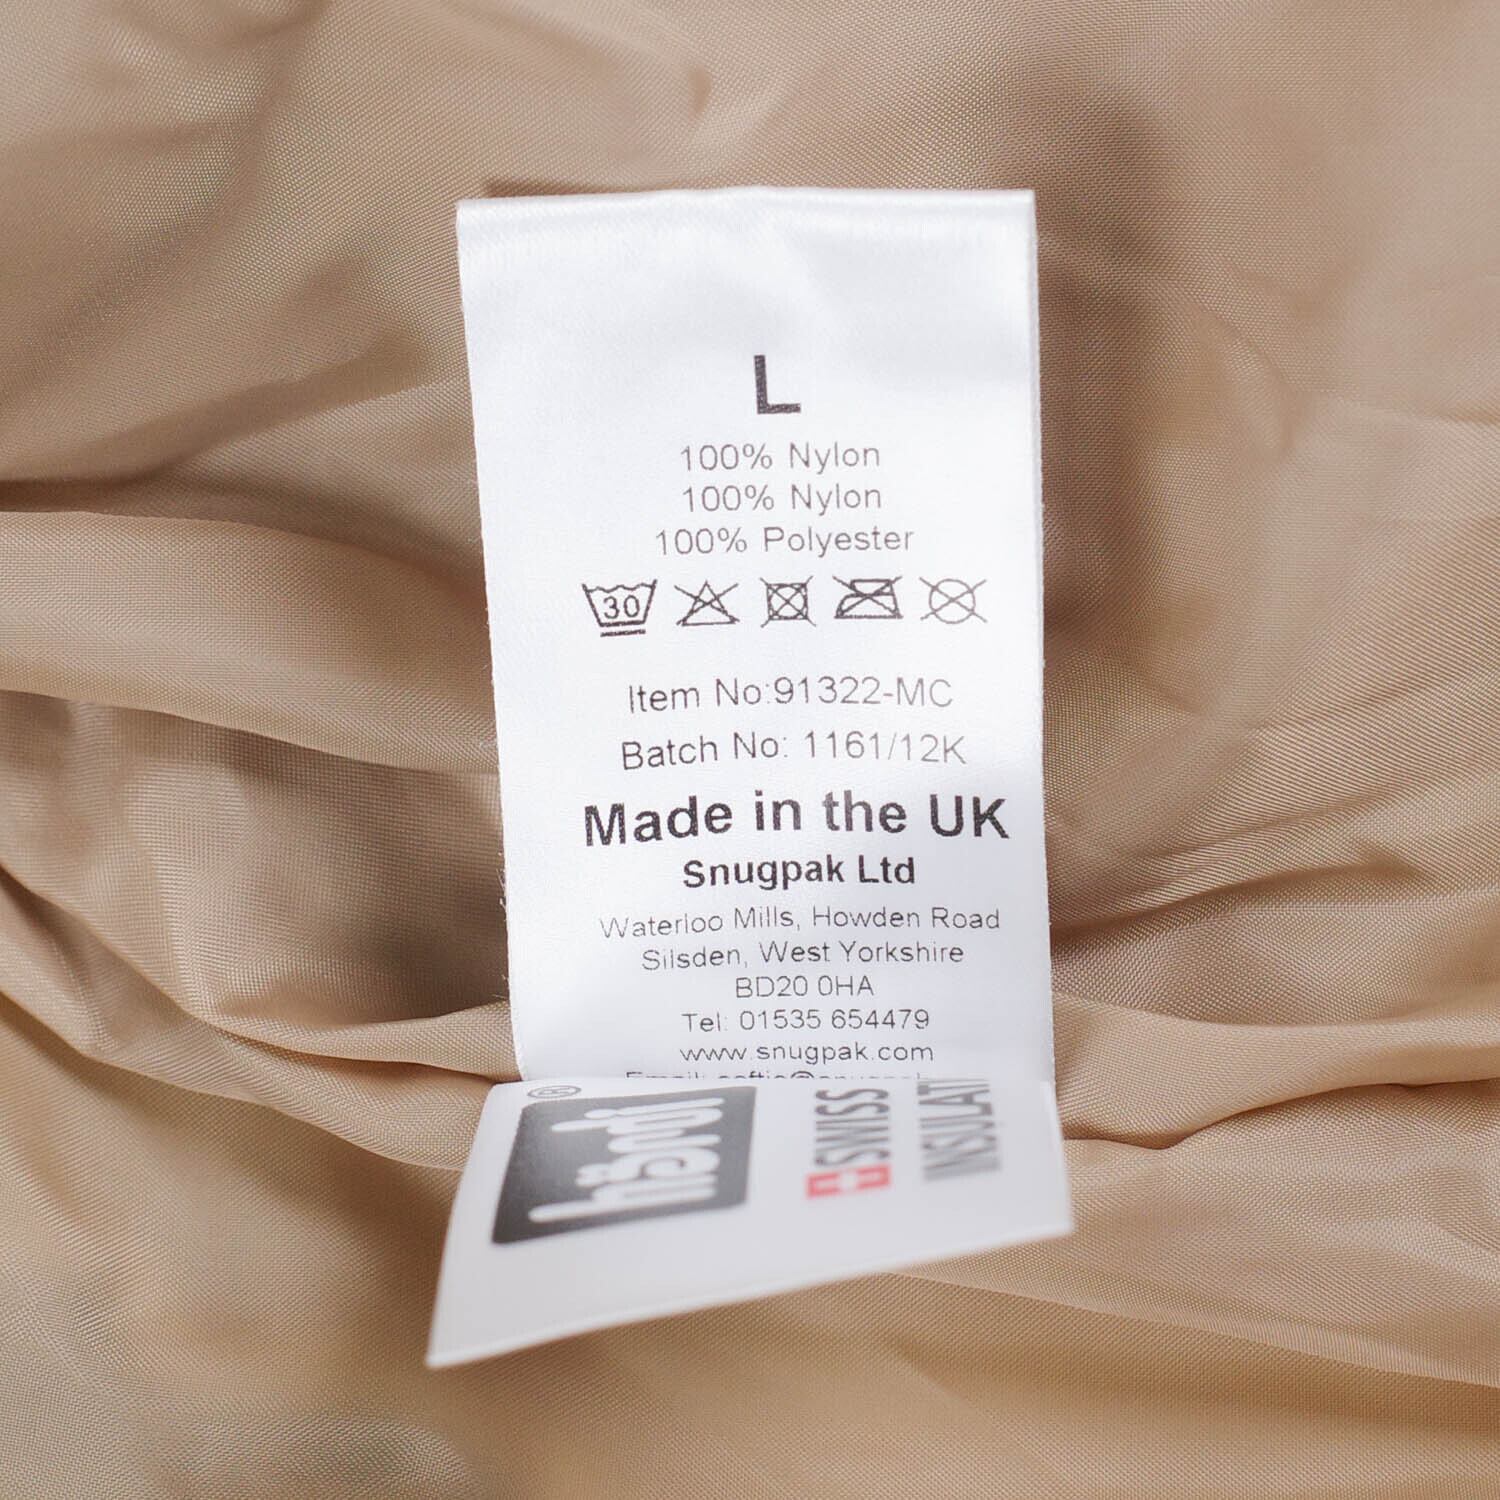 L
100% Nylon
100% Nylon
100% Polyester
30
Item No:91322-MC
Batch No: 1161/12K
Made in the UK
Snugpak Ltd
Waterloo Mills, Howden Road
Silsden, West Yorkshire
BD20 0HA
Tel: 01535 654479
www.snugpak.com
SWISS